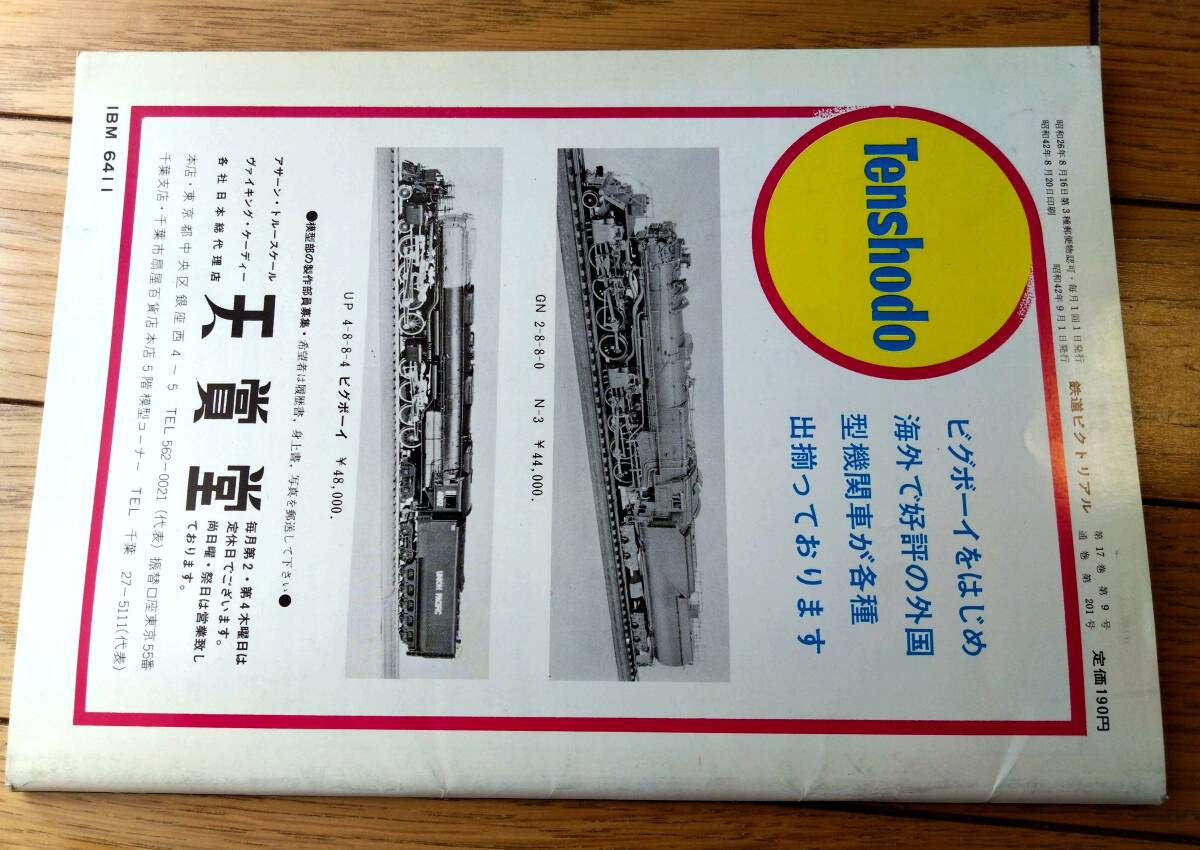 昭和26年8月16日第3種郵便物認可・毎月1回1日発行 鉄道ピクトリアル 第17巻第9号
昭和42年8月20日印刷 昭和42年9月1日発行 通巻第201号 定価190円
Tenshodo
ビグボーイをはじめ
海外で好評の外国
型機関車が各種
出揃っております
GN 2-8-8-0 N-3 ¥44,000.
UNION PACIFIC
UP 4-8-8-4 ビグボーイ ¥48,000.
●模型部の製作部員募集・希望者は履歴書,身上書,写真を郵送して下さい●
アサーン・トルースケール
ヴァイキング・ケーディー
各社日本総代理店
天賞堂
毎月第2・第4木曜日は
定休日でございます。
尚日曜・祭日は営業致し
ております。
本店・東京都中央区銀座西4~5 TEL 562-0021(代表)振替口座東京55番
千葉支店・千葉市扇屋百貨店本店5階模型コーナー TEL 千葉 27-5111(代表)
IBM 6411